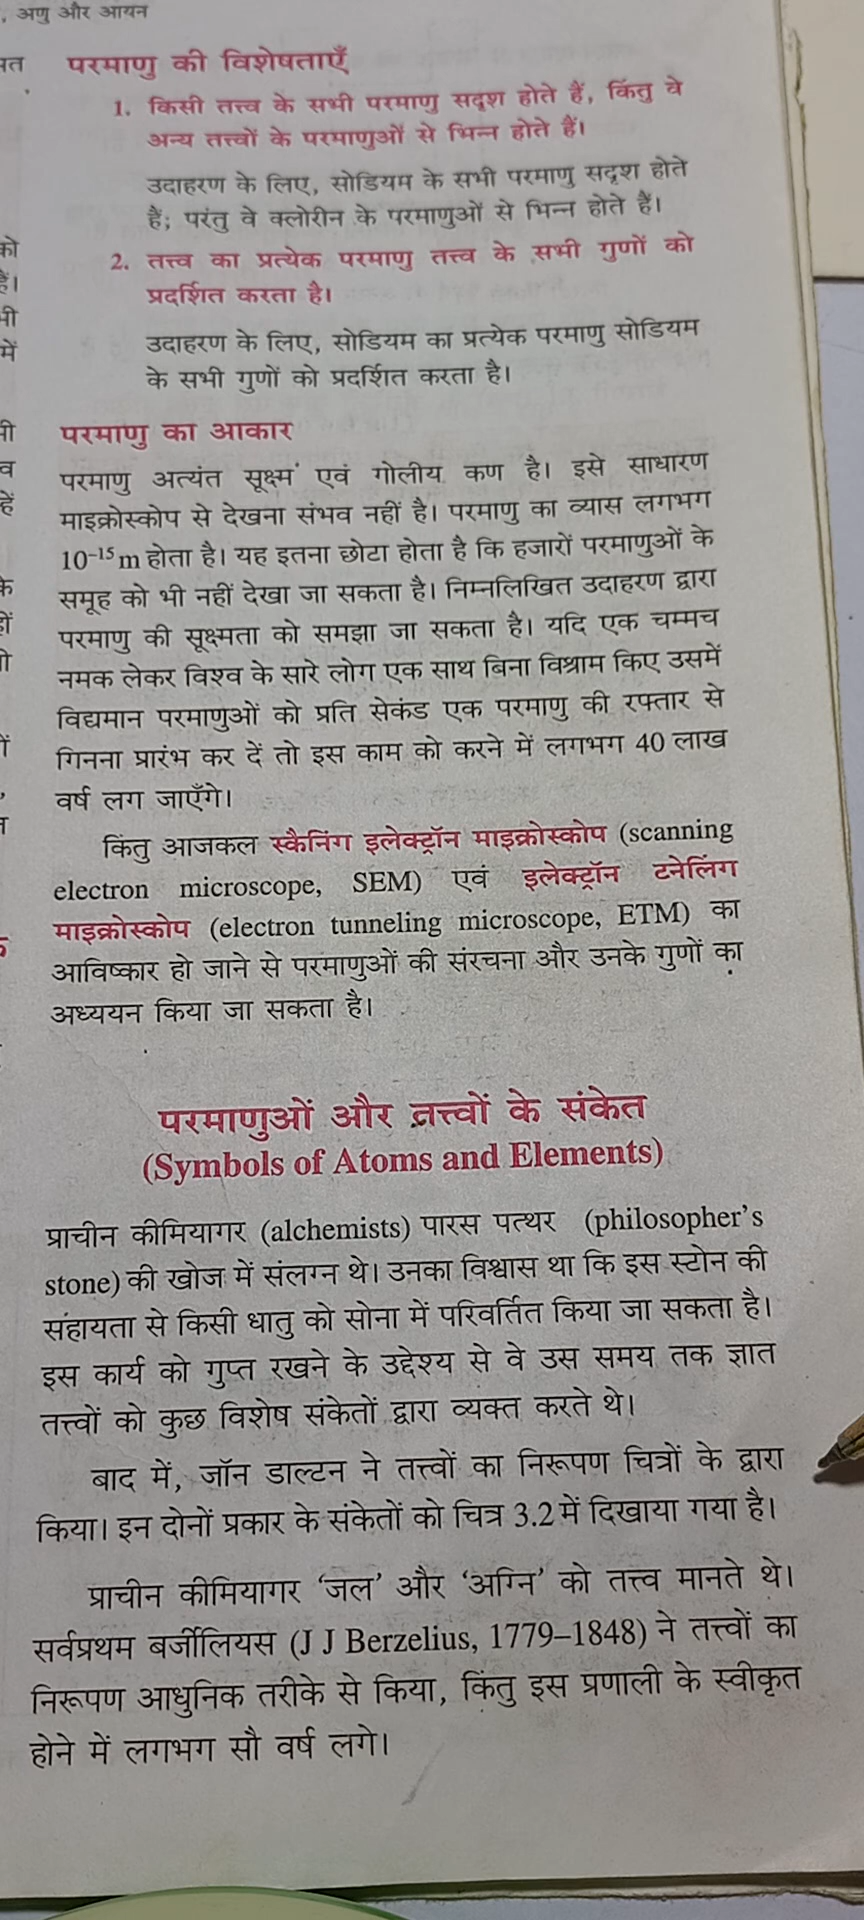 , अणु और आयन
परमाणु की विशेषताएँ
1. किसी तत्त्व के सभी परमाणु सदृश होते हैं, किंतु वे
अन्य तत्त्वों के परमाणुओं से भिन्न होते हैं।
उदाहरण के लिए, सोडियम के सभी परमाणु सदृश होते
हैं; परंतु वे क्लोरीन के परमाणुओं से भिन्न होते हैं।
2. तत्त्व का प्रत्येक परमाणु तत्त्व के सभी गुणों को
प्रदर्शित करता है।
उदाहरण के लिए, सोडियम का प्रत्येक परमाणु सोडियम
के सभी गुणों को प्रदर्शित करता है।
परमाणु का आकार
परमाणु अत्यंत सूक्ष्म एवं गोलीय कण है। इसे साधारण
माइक्रोस्कोप से देखना संभव नहीं है। परमाणु का व्यास लगभग
10⁻¹⁵ m होता है। यह इतना छोटा होता है कि हजारों परमाणुओं के
समूह को भी नहीं देखा जा सकता है। निम्नलिखित उदाहरण द्वारा
परमाणु की सूक्ष्मता को समझा जा सकता है। यदि एक चम्मच
नमक लेकर विश्व के सारे लोग एक साथ बिना विश्राम किए उसमें
विद्यमान परमाणुओं को प्रति सेकंड एक परमाणु की रफ्तार से
गिनना प्रारंभ कर दें तो इस काम को करने में लगभग 40 लाख
वर्ष लग जाएँगे।
किंतु आजकल स्कैनिंग इलेक्ट्रॉन माइक्रोस्कोप (scanning
electron microscope, SEM) एवं इलेक्ट्रॉन टनेलिंग
माइक्रोस्कोप (electron tunneling microscope, ETM) का
आविष्कार हो जाने से परमाणुओं की संरचना और उनके गुणों का
अध्ययन किया जा सकता है।
परमाणुओं और तत्त्वों के संकेत
(Symbols of Atoms and Elements)
प्राचीन कीमियागर (alchemists) पारस पत्थर (philosopher's
stone) की खोज में संलग्न थे। उनका विश्वास था कि इस स्टोन की
सहायता से किसी धातु को सोना में परिवर्तित किया जा सकता है।
इस कार्य को गुप्त रखने के उद्देश्य से वे उस समय तक ज्ञात
तत्त्वों को कुछ विशेष संकेतों द्वारा व्यक्त करते थे।
बाद में, जॉन डाल्टन ने तत्त्वों का निरूपण चित्रों के द्वारा
किया। इन दोनों प्रकार के संकेतों को चित्र 3.2 में दिखाया गया है।
प्राचीन कीमियागर 'जल' और 'अग्नि' को तत्त्व मानते थे।
सर्वप्रथम बर्जीलियस (J J Berzelius, 1779–1848) ने तत्त्वों का
निरूपण आधुनिक तरीके से किया, किंतु इस प्रणाली के स्वीकृत
होने में लगभग सौ वर्ष लगे।